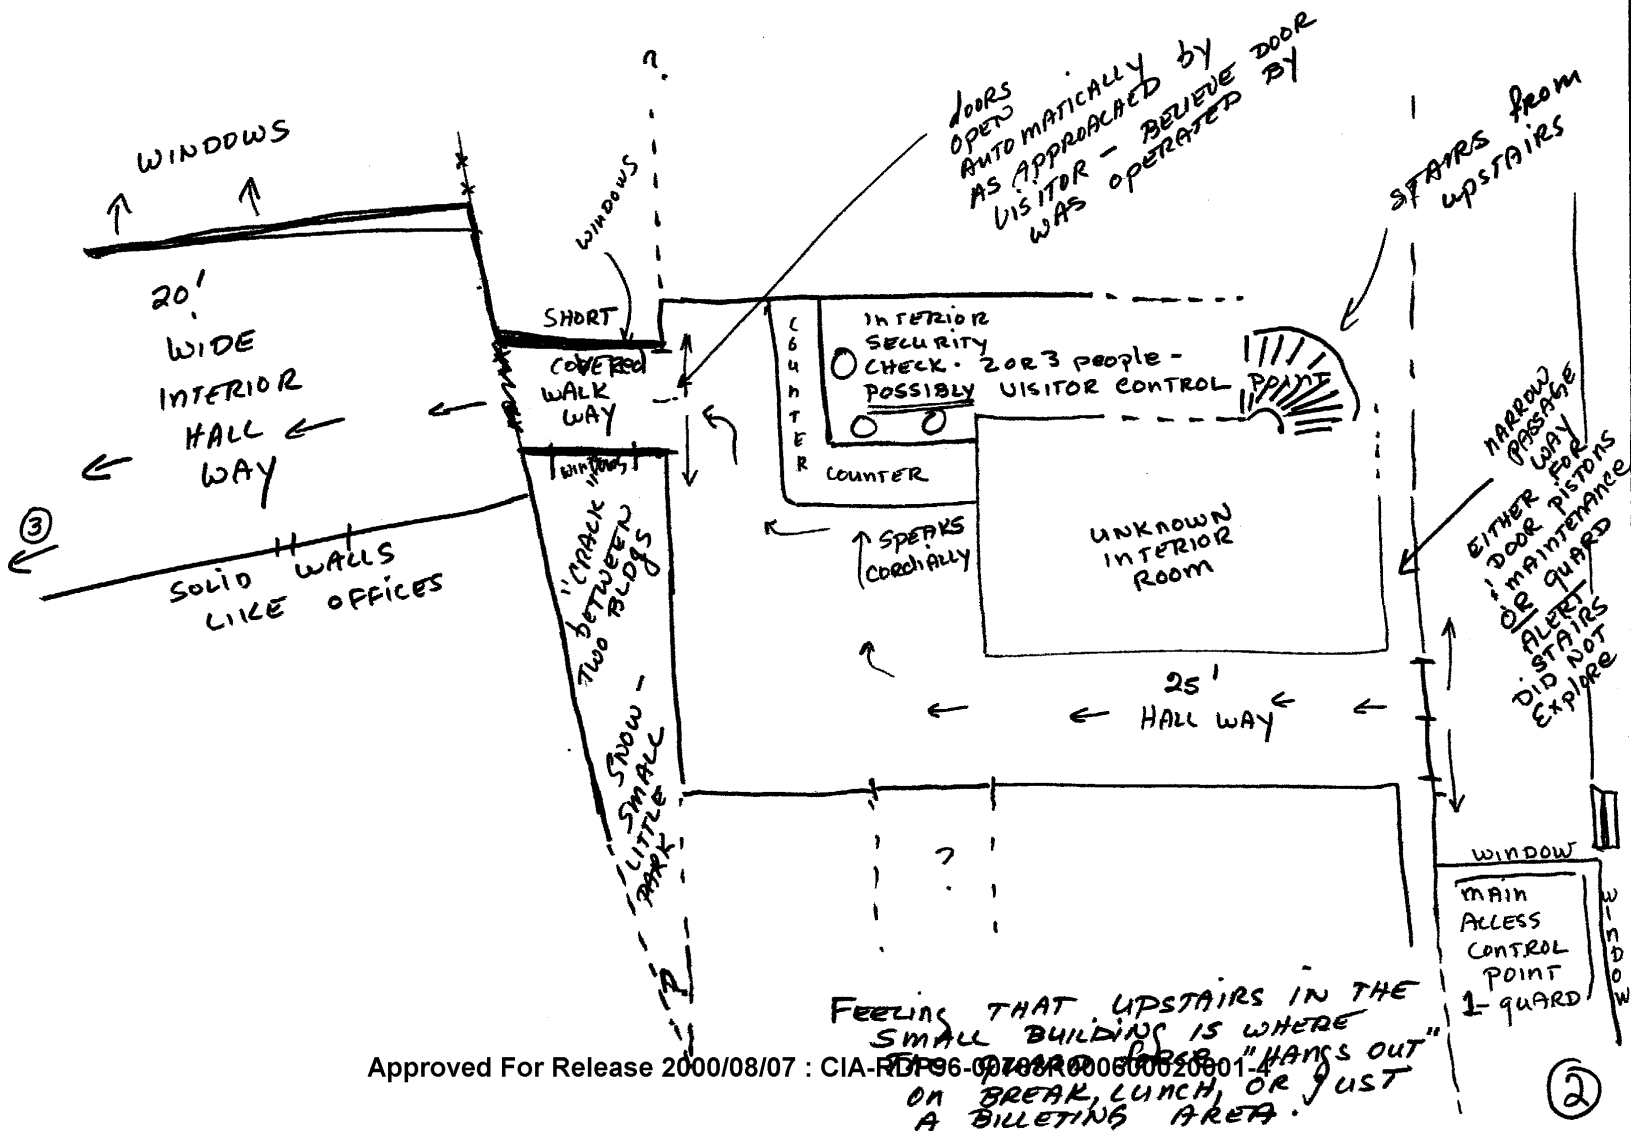 ?
WINDOWS
WINDOWS
dOORS
OPEN
AUTOMATICALLY by
AS APPROACAED BY
VISITOR - BELIEVE DOOR
WAS OPERATED BY
STAIRS from
upSTAIRS
20'
WIDE
INTERIOR
HALL
WAY
SHORT
COVERED
WALK
WAY
WINDOWS
COUNTER
INTERIOR
SECURITY
CHECK. 2 OR 3 people -
POSSIBLY VISITOR CONTROL
POINT
COUNTER
NARROW
PASSAGE
WAY
EITHER FOR
DOOR PISTONS
& MAINTENANCE
OR GUARD
ALERT/
STAIRS
DID NOT
Explore
3
SOLID WALLS
LIKE OFFICES
"CRACK"
bETWEEN
TWO BLDgs
SNOW -
SMALL
LITTLE
PARK
?
SPEAKS
CORdIALLY
UNKNOWN
INTERIOR
ROOM
25'
HALL WAY
?
WINDOW
MAIN
ACCESS
CONTROL
POINT
1- GUARD
WINDOW
FEELING THAT UPSTAIRS IN THE
SMALL BUILDING IS WHERE
THE GUARD FORCE "HANGS OUT"
ON BREAK, LUNCH, OR JUST
A BILLETING AREA.
Approved For Release 2000/08/07 : CIA-RDP96-00788R000600020001-4
2